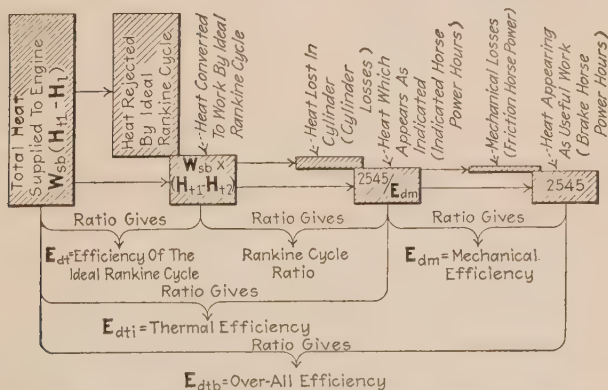 Total Heat
Supplied To Engine
Wsb (Ht1 - Hl)
Heat Rejected
By Ideal
Rankine Cycle
Heat Converted
To Work By Ideal
Rankine Cycle
Heat Lost In
Cylinder
(Cylinder
Losses)
Heat Which
Appears As
Indicated
(Indicated Horse
Power Hours)
Mechanical Losses
(Friction Horse Power)
Heat Appearing
As Useful Work
(Brake Horse
Power Hours)
Wsb x
(Ht1-Ht2)
2545/
Edm
2545
Ratio Gives
Ratio Gives
Ratio Gives
Edt=Efficiency Of The
Ideal Rankine Cycle
Rankine Cycle
Ratio
Edm=Mechanical
Efficiency
Ratio Gives
Edti=Thermal Efficiency
Ratio Gives
Edtb=Over-All Efficiency